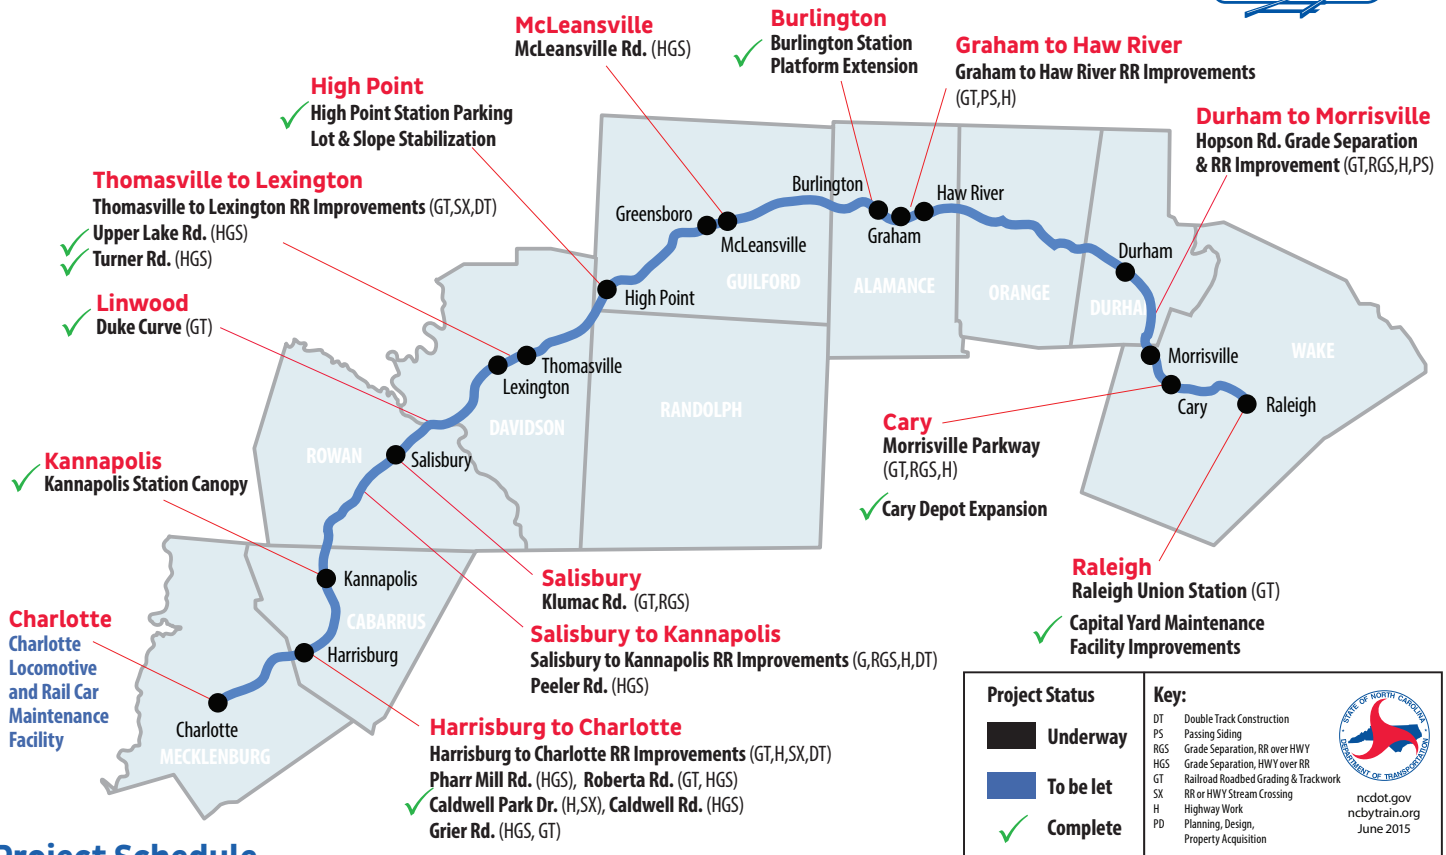 McLeansville
McLeansville Rd. (HGS)
Burlington
Burlington Station
Platform Extension
Graham to Haw River
Graham to Haw River RR Improvements
(GT,PS,H)
High Point
High Point Station Parking
Lot & Slope Stabilization
Durham to Morrisville
Hopson Rd. Grade Separation
& RR Improvement (GT,RGS,H,PS)
Thomasville to Lexington
Thomasville to Lexington RR Improvements (GT,SX,DT)
Upper Lake Rd. (HGS)
Turner Rd. (HGS)
Linwood
Duke Curve (GT)
Kannapolis
Kannapolis Station Canopy
Charlotte
Charlotte
Locomotive
and Rail Car
Maintenance
Facility
Burlington
Haw River
Greensboro
McLeansville
Graham
Durham
High Point
GUILFORD
ALAMANCE
ORANGE
DURHAM
WAKE
Thomasville
Lexington
Morrisville
Cary
Raleigh
RANDOLPH
DAVIDSON
ROWAN
Salisbury
Kannapolis
CABARRUS
Harrisburg
Charlotte
MECKLENBURG
Cary
Morrisville Parkway
(GT,RGS,H)
Cary Depot Expansion
Raleigh
Raleigh Union Station (GT)
Capital Yard Maintenance
Facility Improvements
Salisbury
Klumac Rd. (GT,RGS)
Salisbury to Kannapolis
Salisbury to Kannapolis RR Improvements (G,RGS,H,DT)
Peeler Rd. (HGS)
Harrisburg to Charlotte
Harrisburg to Charlotte RR Improvements (GT,H,SX,DT)
Pharr Mill Rd. (HGS), Roberta Rd. (GT, HGS)
Caldwell Park Dr. (H,SX), Caldwell Rd. (HGS)
Grier Rd. (HGS, GT)
Project Status
Underway
To be let
Complete
Key:
DT Double Track Construction
PS Passing Siding
RGS Grade Separation, RR over HWY
HGS Grade Separation, HWY over RR
GT Railroad Roadbed Grading & Trackwork
SX RR or HWY Stream Crossing
H Highway Work
PD Planning, Design,
Property Acquisition
STATE OF NORTH CAROLINA
DEPARTMENT OF TRANSPORTATION
ncdot.gov
ncbytrain.org
June 2015
Project Schedule